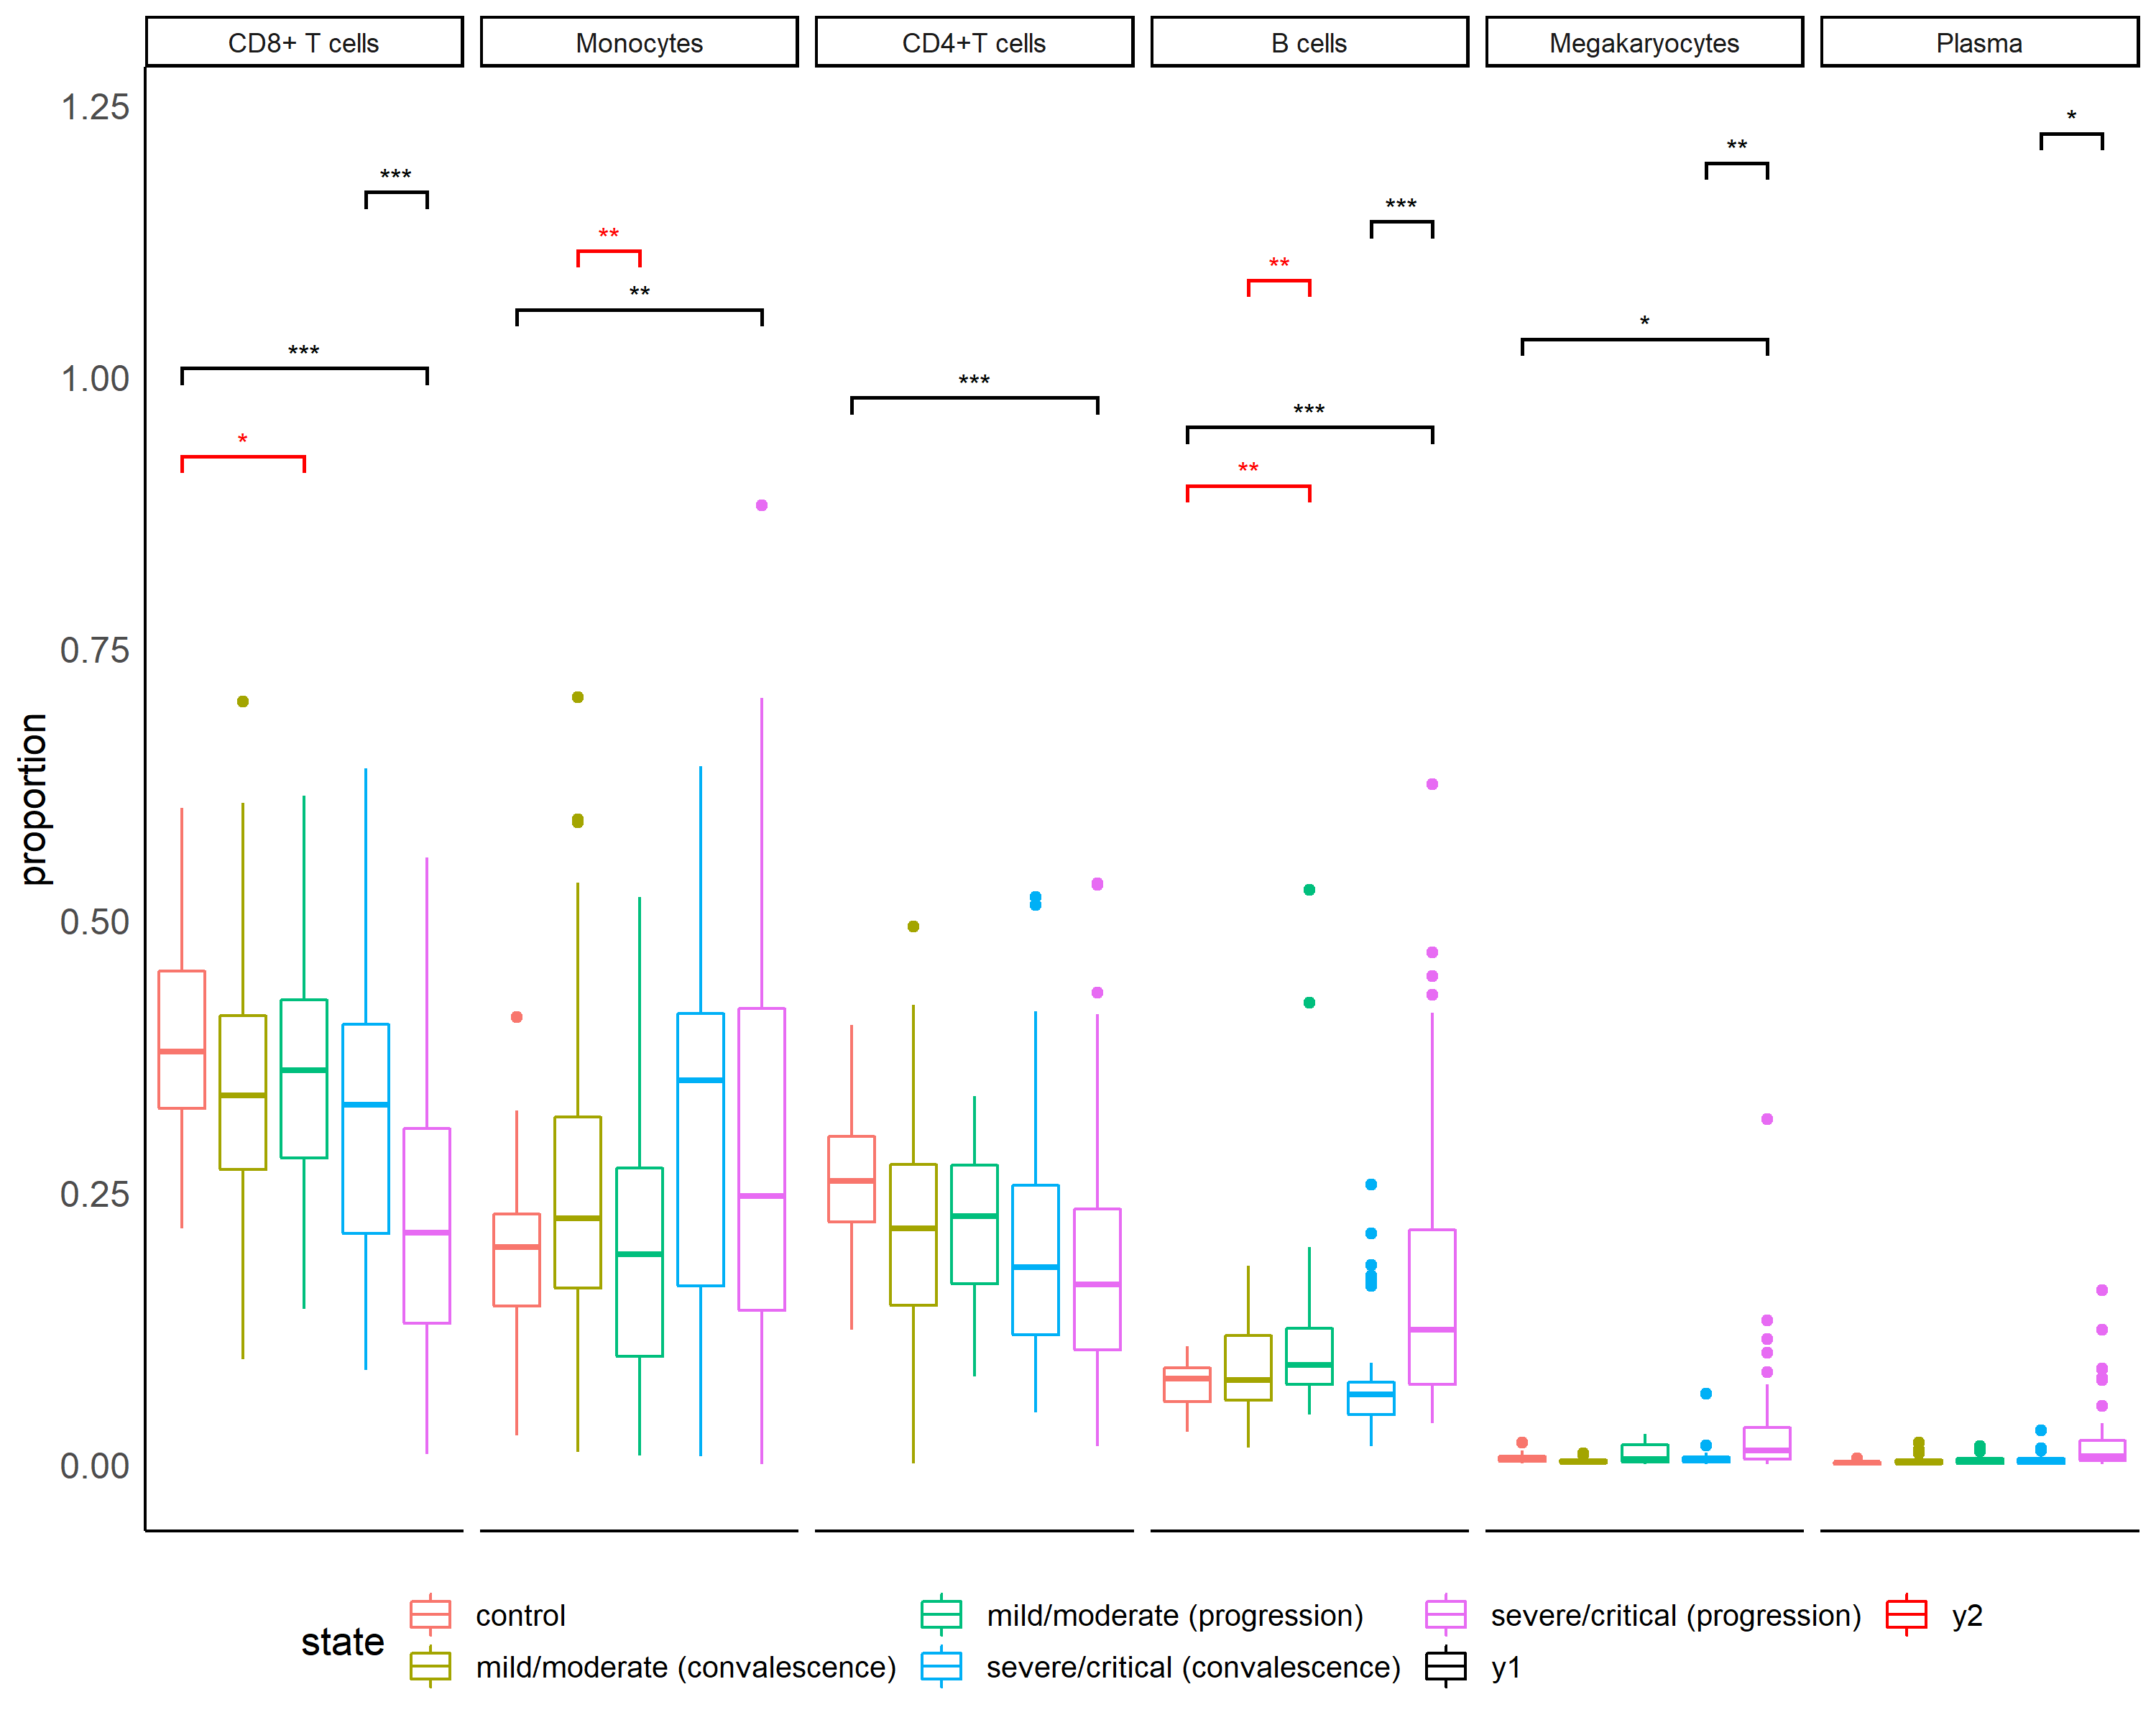 CD8+ T cells Monocytes CD4+T cells B cells Megakaryocytes Plasma
1.25
*
**
***
***
**
**
*
**
***
1.00
***
***
*
**
0.75
proportion
0.50
0.25
0.00
state
control
mild/moderate (convalescence)
mild/moderate (progression)
severe/critical (convalescence)
severe/critical (progression)
y1
y2